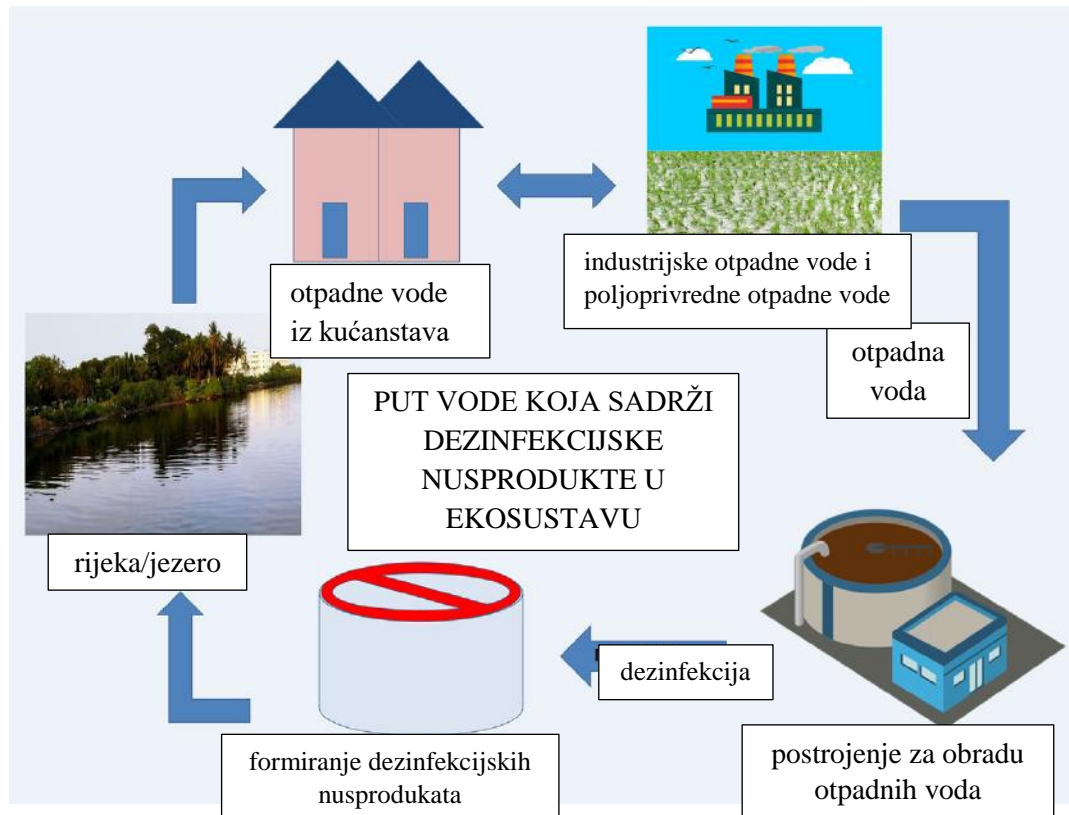 otpadne vode
iz kućanstava
industrijske otpadne vode i
poljoprivredne otpadne vode
otpadna
voda
PUT VODE KOJA SADRŽI
DEZINFEKCIJSKE
NUSPRODUKTE U
EKOSUSTAVU
rijeka/jezero
dezinfekcija
formiranje dezinfekcijskih
nusprodukata
postrojenje za obradu
otpadnih voda